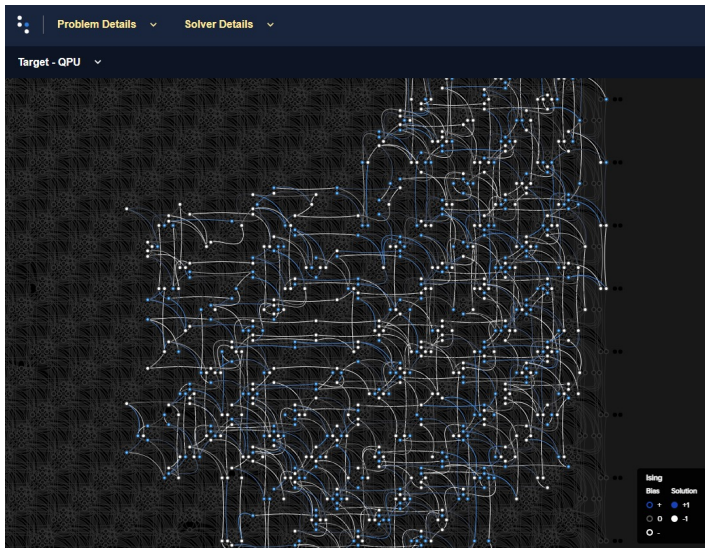 Problem Details
Solver Details
Target - QPU
Ising
Bias Solution
+ +1
0 -1
-